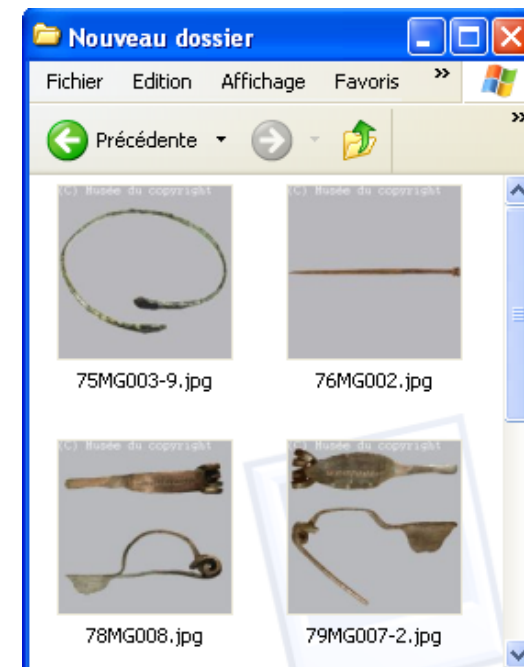 Nouveau dossier
Fichier Edition Affichage Favoris »
Précédente »
(C) Musée du copyright (C) Musée du copyright
75MG003-9.jpg 76MG002.jpg
(C) Musée du copyright (C) Musée du copyright
78MG008.jpg 79MG007-2.jpg